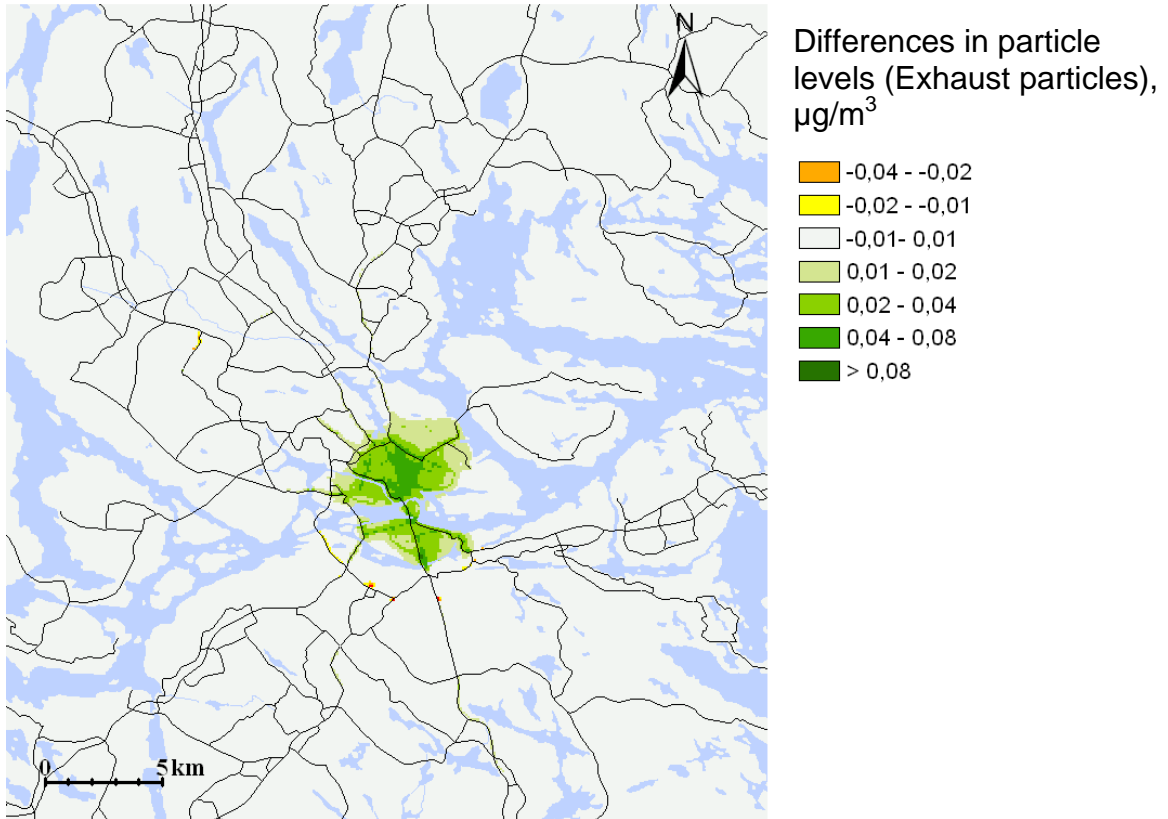 N
Differences in particle
levels (Exhaust particles),
µg/m³
-0,04 - -0,02
-0,02 - -0,01
-0,01- 0,01
0,01 - 0,02
0,02 - 0,04
0,04 - 0,08
> 0,08
0 5 km